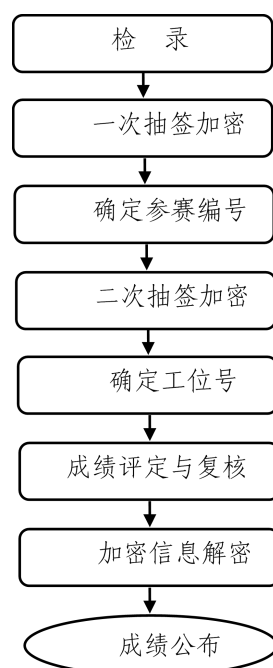 检 录
一次抽签加密
确定参赛编号
二次抽签加密
确定工位号
成绩评定与复核
加密信息解密
成绩公布